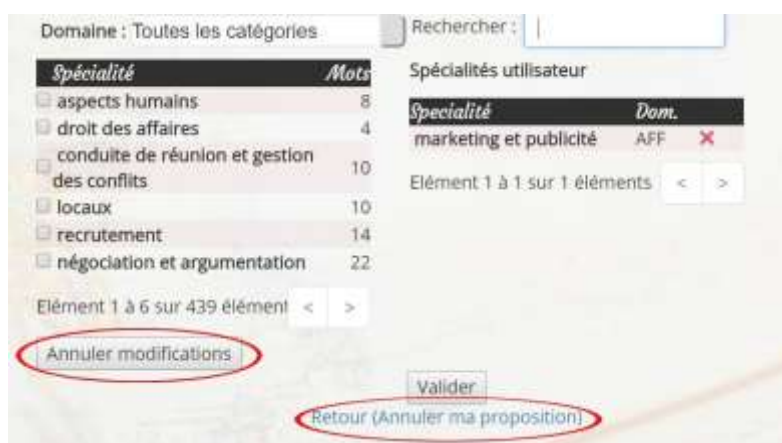 Domaine : Toutes les catégories
Spécialité Mots
aspects humains 8
droit des affaires 4
conduite de réunion et gestion
des conflits 10
locaux 10
recrutement 14
négociation et argumentation 22
Elément 1 à 6 sur 439 élément < >
Annuler modifications
Rechercher :
Spécialités utilisateur
Specialité Dom.
marketing et publicité AFF ×
Elément 1 à 1 sur 1 éléments < >
Valider
Retour (Annuler ma proposition)